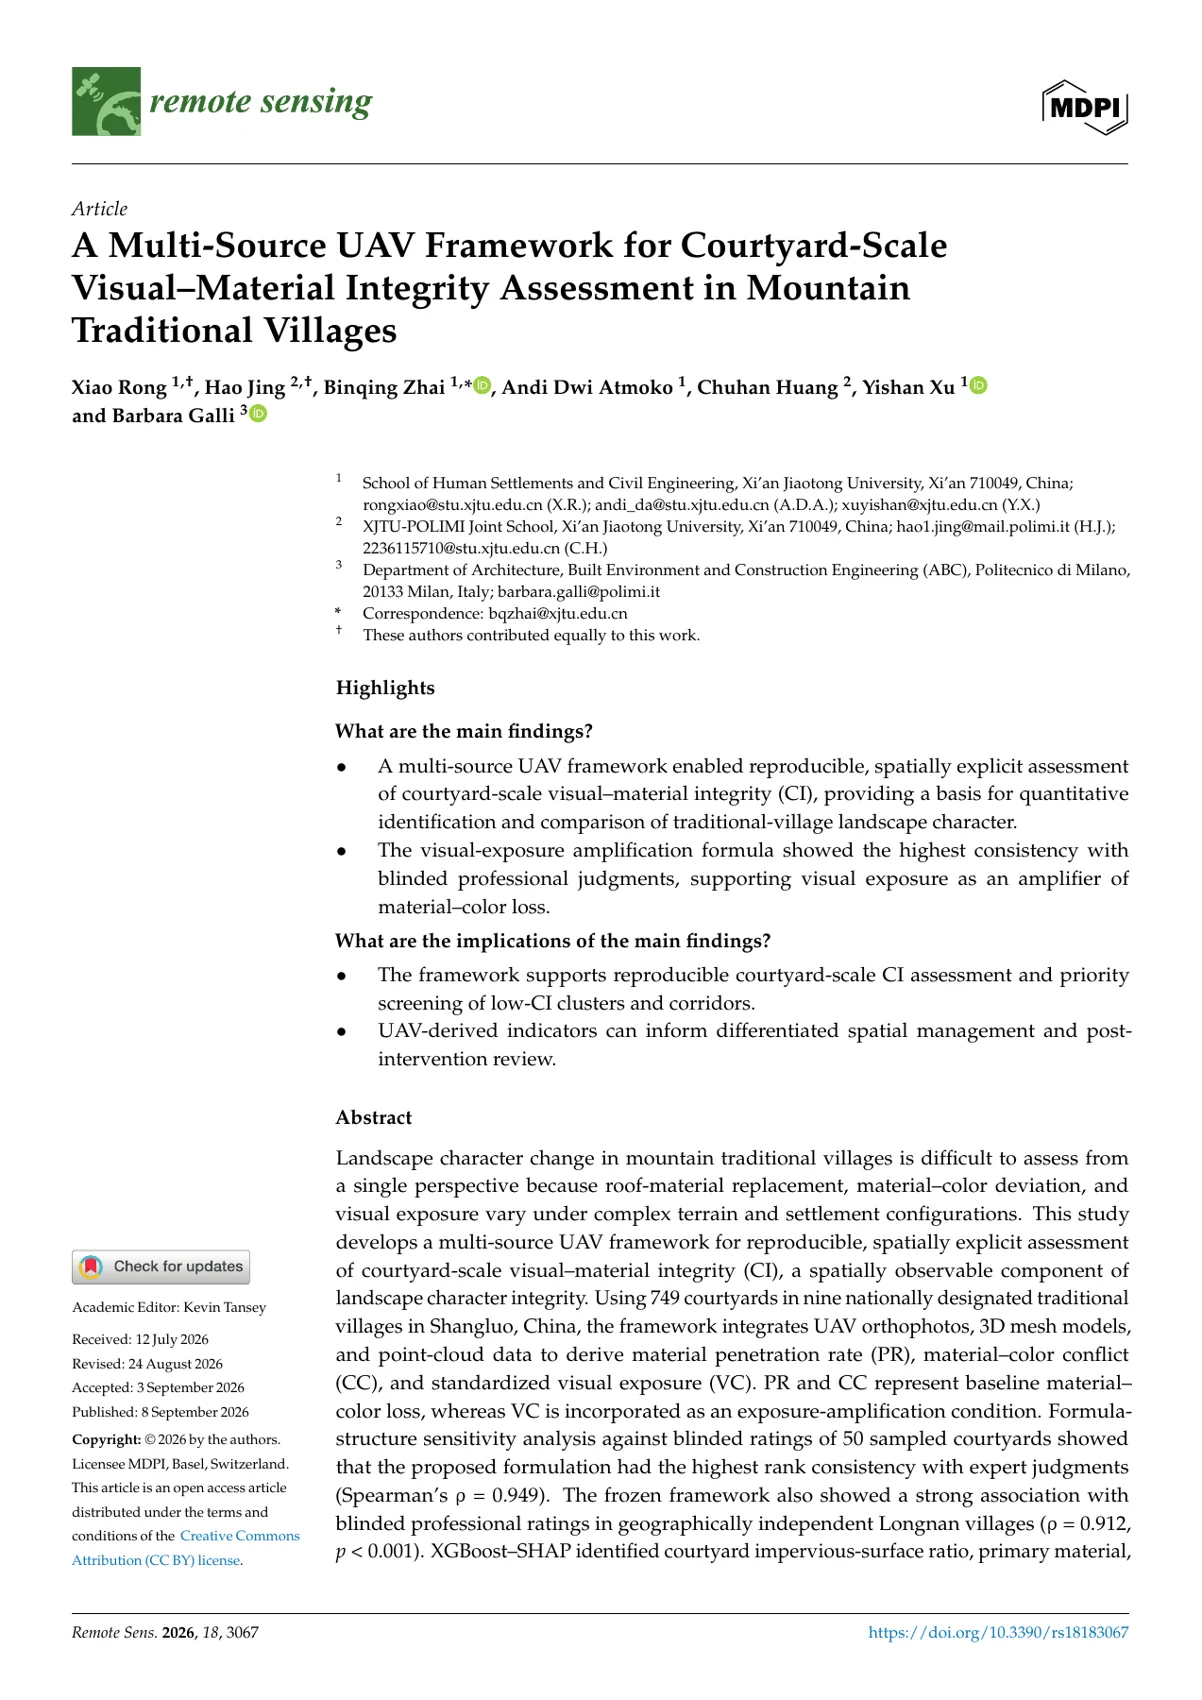 remote sensing
MDPI
Article
A Multi-Source UAV Framework for Courtyard-Scale
Visual–Material Integrity Assessment in Mountain
Traditional Villages
Xiao Rong 1,†, Hao Jing 2,†, Binqing Zhai 1,* iD, Andi Dwi Atmoko 1, Chuhan Huang 2, Yishan Xu 1 iD
and Barbara Galli 3 iD
1 School of Human Settlements and Civil Engineering, Xi'an Jiaotong University, Xi'an 710049, China;
rongxiao@stu.xjtu.edu.cn (X.R.); andi_da@stu.xjtu.edu.cn (A.D.A.); xuyishan@xjtu.edu.cn (Y.X.)
2 XJTU-POLIMI Joint School, Xi'an Jiaotong University, Xi'an 710049, China; hao1.jing@mail.polimi.it (H.J.);
2236115710@stu.xjtu.edu.cn (C.H.)
3 Department of Architecture, Built Environment and Construction Engineering (ABC), Politecnico di Milano,
20133 Milan, Italy; barbara.galli@polimi.it
* Correspondence: bqzhai@xjtu.edu.cn
† These authors contributed equally to this work.
Highlights
What are the main findings?
• A multi-source UAV framework enabled reproducible, spatially explicit assessment
of courtyard-scale visual–material integrity (CI), providing a basis for quantitative
identification and comparison of traditional-village landscape character.
• The visual-exposure amplification formula showed the highest consistency with
blinded professional judgments, supporting visual exposure as an amplifier of
material–color loss.
What are the implications of the main findings?
• The framework supports reproducible courtyard-scale CI assessment and priority
screening of low-CI clusters and corridors.
• UAV-derived indicators can inform differentiated spatial management and post-
intervention review.
Abstract
Landscape character change in mountain traditional villages is difficult to assess from
a single perspective because roof-material replacement, material–color deviation, and
visual exposure vary under complex terrain and settlement configurations. This study
develops a multi-source UAV framework for reproducible, spatially explicit assessment
of courtyard-scale visual–material integrity (CI), a spatially observable component of
landscape character integrity. Using 749 courtyards in nine nationally designated traditional
villages in Shangluo, China, the framework integrates UAV orthophotos, 3D mesh models,
and point-cloud data to derive material penetration rate (PR), material–color conflict
(CC), and standardized visual exposure (VC). PR and CC represent baseline material–
color loss, whereas VC is incorporated as an exposure-amplification condition. Formula-
structure sensitivity analysis against blinded ratings of 50 sampled courtyards showed
that the proposed formulation had the highest rank consistency with expert judgments
(Spearman's ρ = 0.949). The frozen framework also showed a strong association with
blinded professional ratings in geographically independent Longnan villages (ρ = 0.912,
p < 0.001). XGBoost–SHAP identified courtyard impervious-surface ratio, primary material,
Check for updates
Academic Editor: Kevin Tansey
Received: 12 July 2026
Revised: 24 August 2026
Accepted: 3 September 2026
Published: 8 September 2026
Copyright: © 2026 by the authors.
Licensee MDPI, Basel, Switzerland.
This article is an open access article
distributed under the terms and
conditions of the Creative Commons
Attribution (CC BY) license.
Remote Sens. 2026, 18, 3067
https://doi.org/10.3390/rs18183067